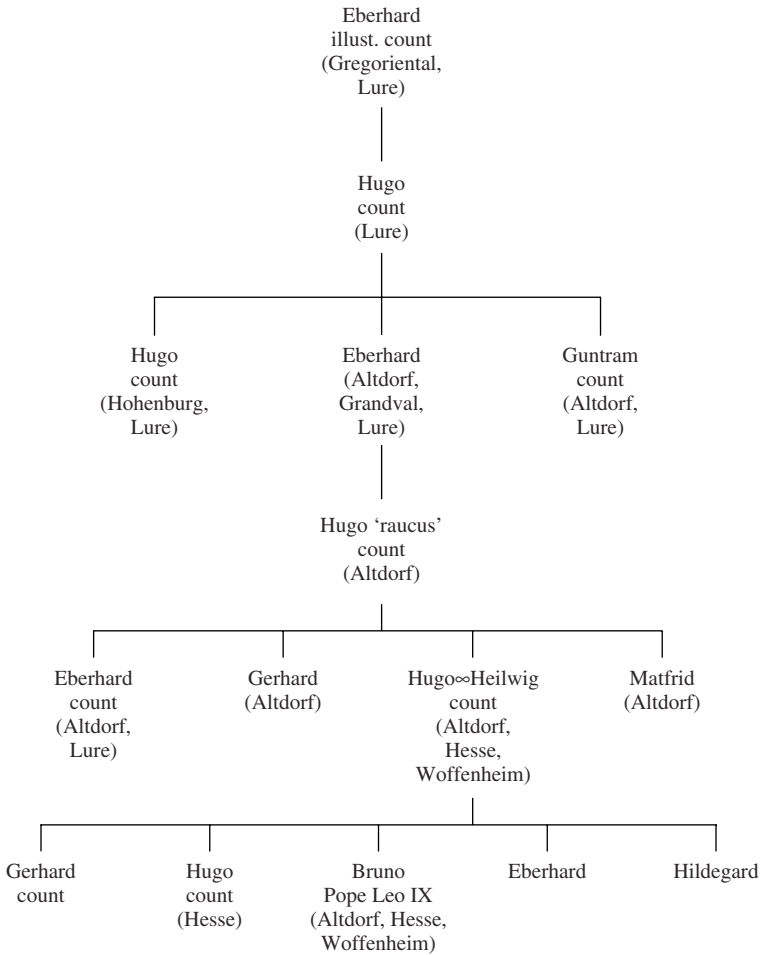 Eberhard
illust. count
(Gregoriental,
Lure)
Hugo
count
(Lure)
Hugo
count
(Hohenburg,
Lure)
Eberhard
(Altdorf,
Grandval,
Lure)
Guntram
count
(Altdorf,
Lure)
Hugo ‘raucus’
count
(Altdorf)
Eberhard
count
(Altdorf,
Lure)
Gerhard
(Altdorf)
Hugo∞Heilwig
count
(Altdorf,
Hesse,
Woffenheim)
Matfrid
(Altdorf)
Gerhard
count
Hugo
count
(Hesse)
Bruno
Pope Leo IX
(Altdorf, Hesse,
Woffenheim)
Eberhard
Hildegard